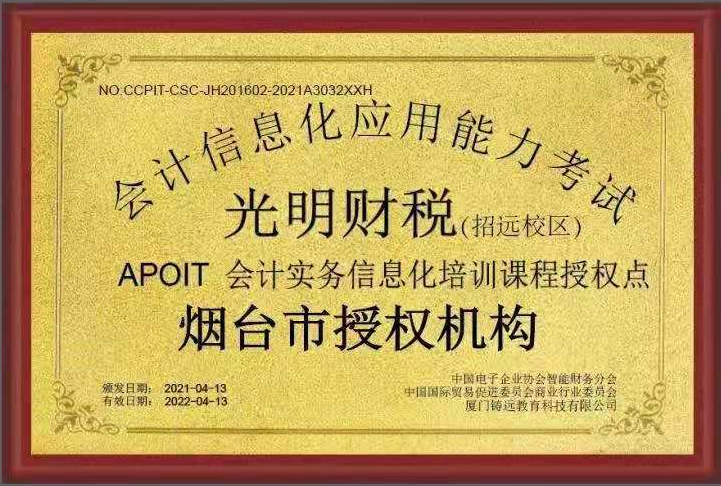 NO:CCPIT-CSC-JH201602-2021A3032XXH
会计信息化应用能力考试
光明财税(招远校区)
APOIT 会计实务信息化培训课程授权点
烟台市授权机构
颁发日期： 2021-04-13
有效日期： 2022-04-13
中国电子企业协会智能财务分会
中国国际贸易促进委员会商业行业委员会
厦门铸远教育科技有限公司